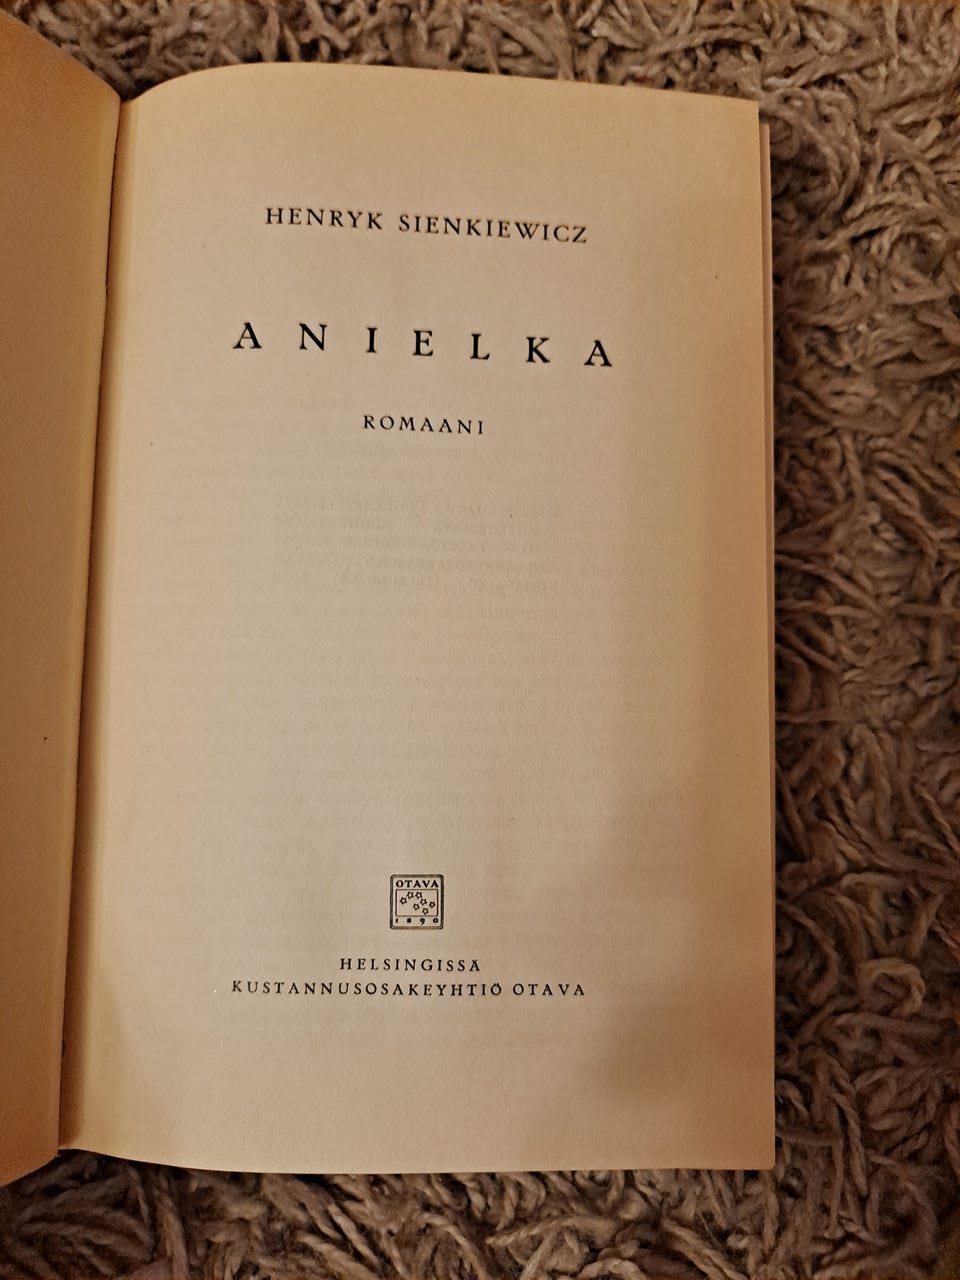 HENRYK SIENKIEWICZ
ANIELKA
ROMAANI
OTAVA
1890
HELSINGISSÄ
KUSTANNUSOSAKEYHTIÖ OTAVA